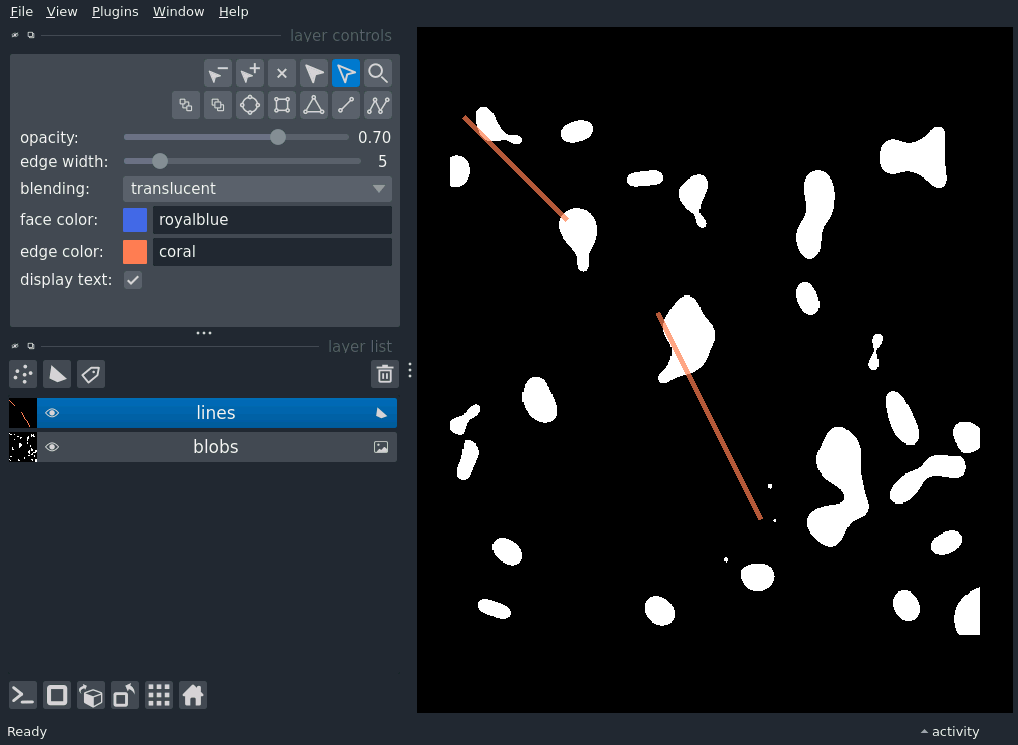 File View Plugins Window Help
layer controls
opacity: 0.70
edge width: 5
blending: translucent
face color: royalblue
edge color: coral
display text:
layer list
lines
blobs
Ready
activity